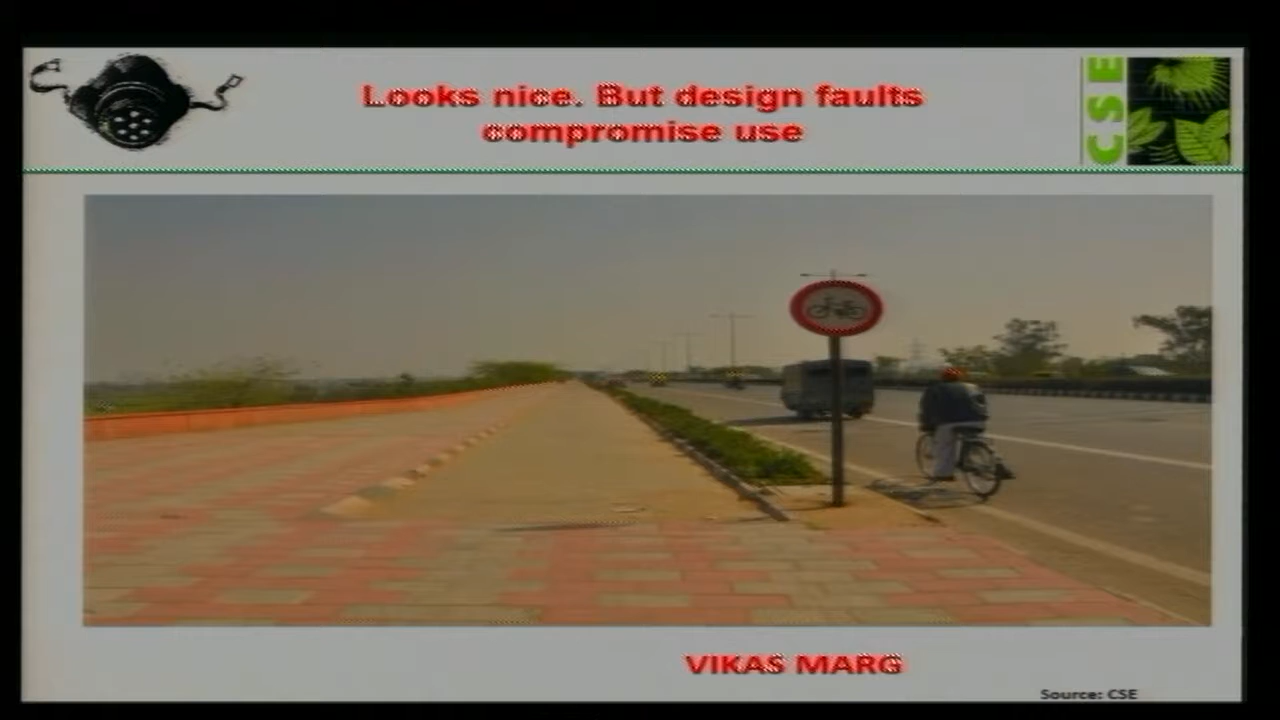 Looks nice. But design faults
compromise use
CSE
VIKAS MARG
Source: CSE